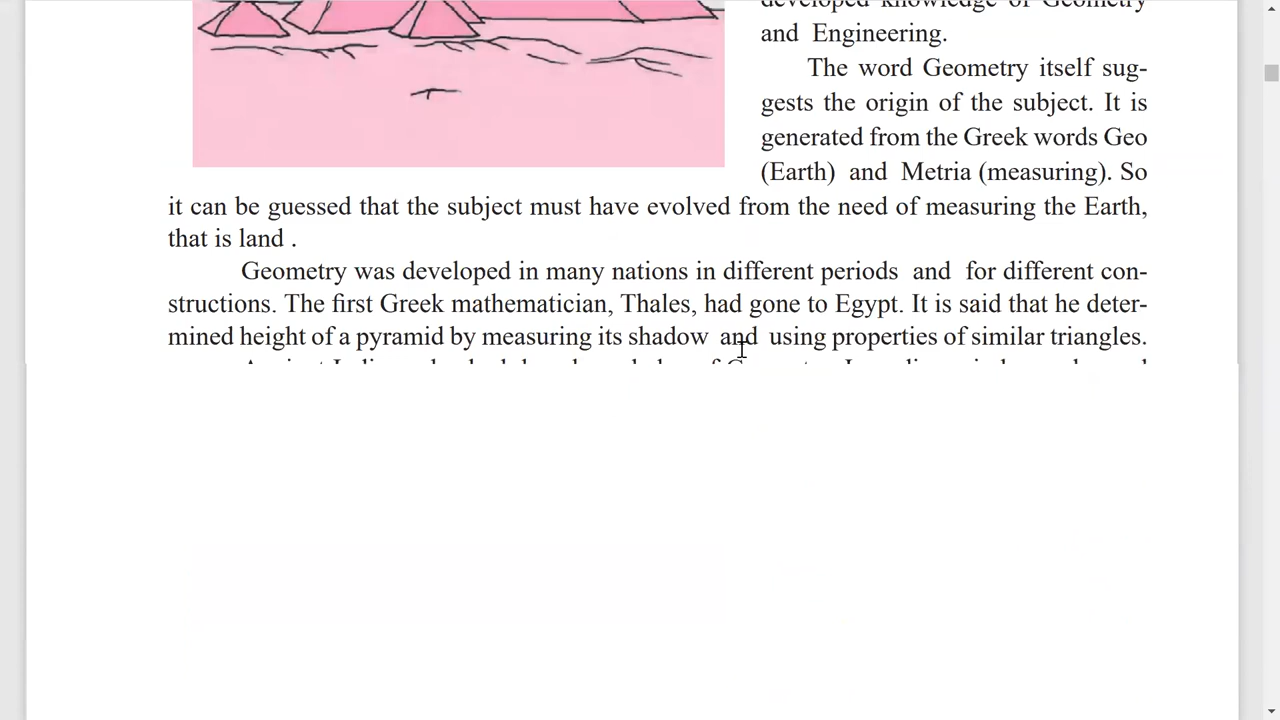 developed knowledge of Geometry
and Engineering.
The word Geometry itself sug-
gests the origin of the subject. It is
generated from the Greek words Geo
(Earth) and Metria (measuring). So
it can be guessed that the subject must have evolved from the need of measuring the Earth,
that is land .
Geometry was developed in many nations in different periods and for different con-
structions. The first Greek mathematician, Thales, had gone to Egypt. It is said that he deter-
mined height of a pyramid by measuring its shadow and using properties of similar triangles.